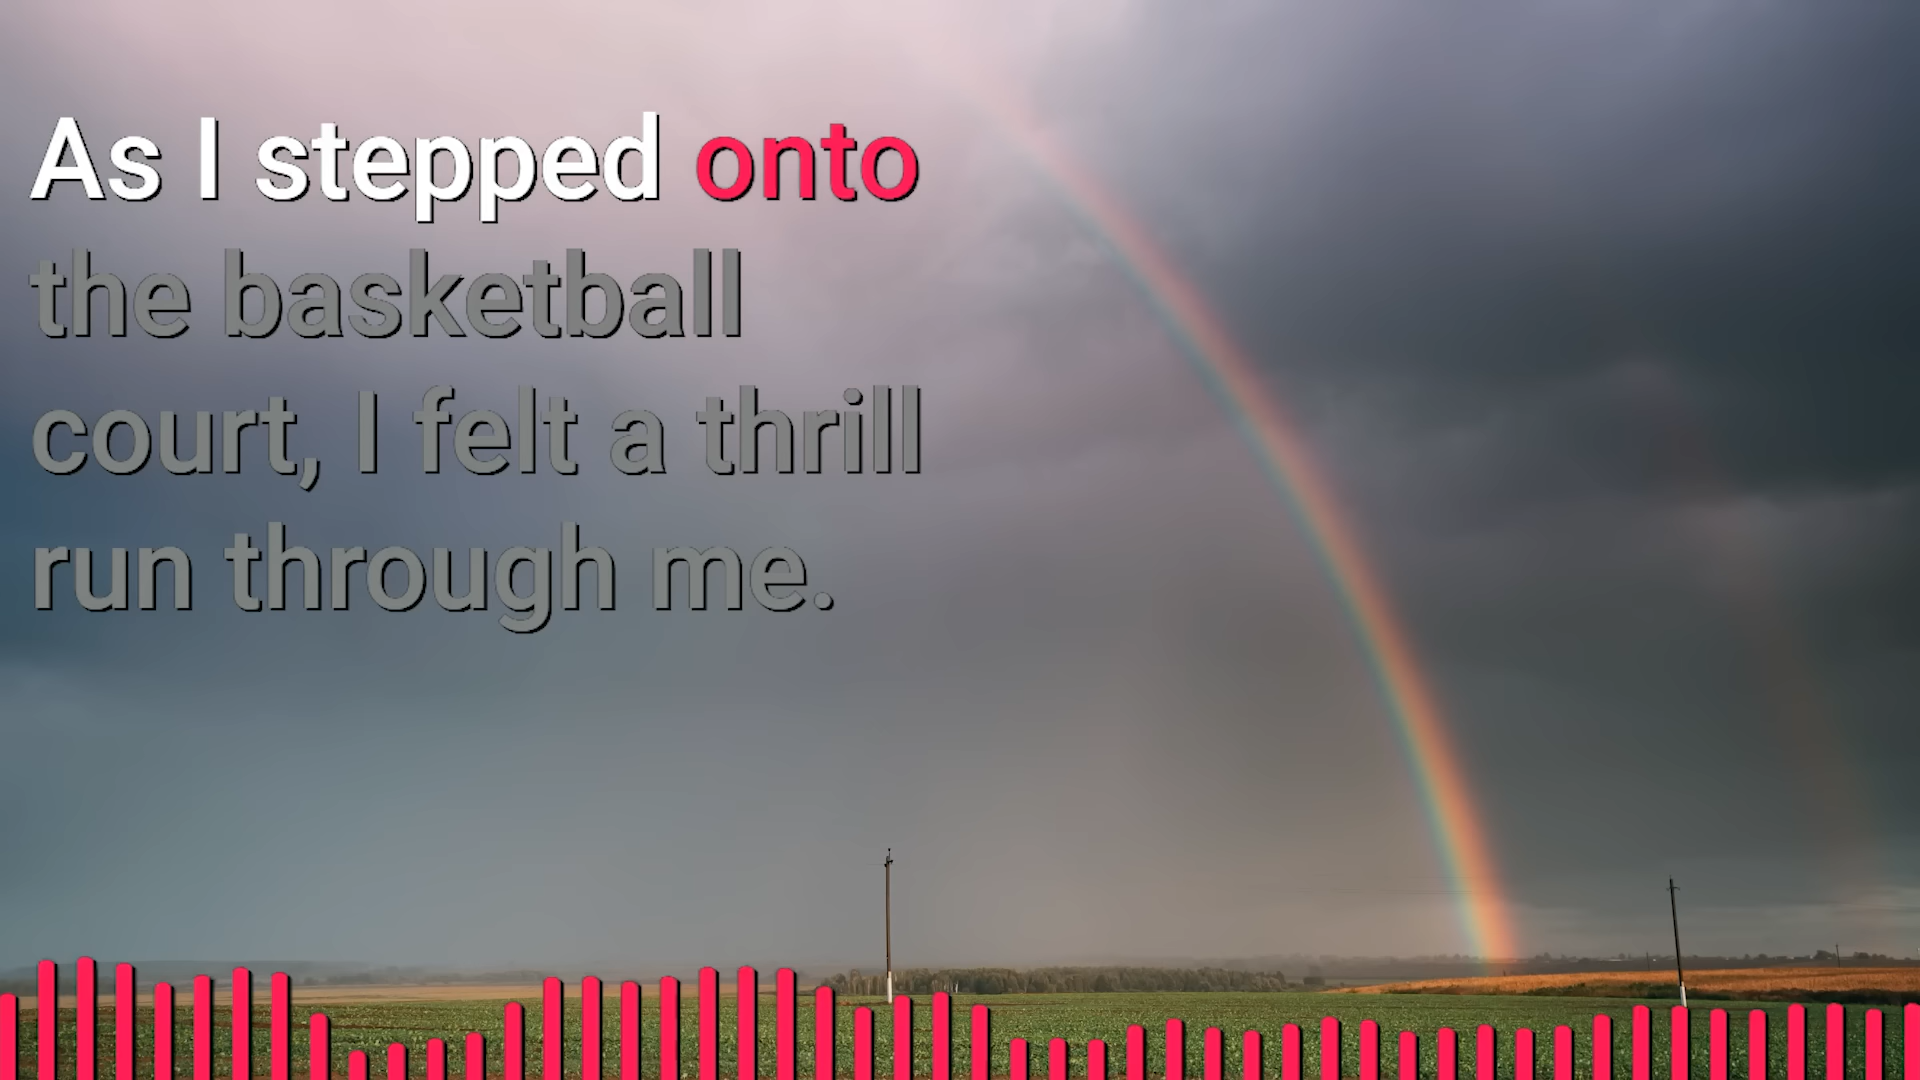 As I stepped onto
the basketball
court, I felt a thrill
run through me.